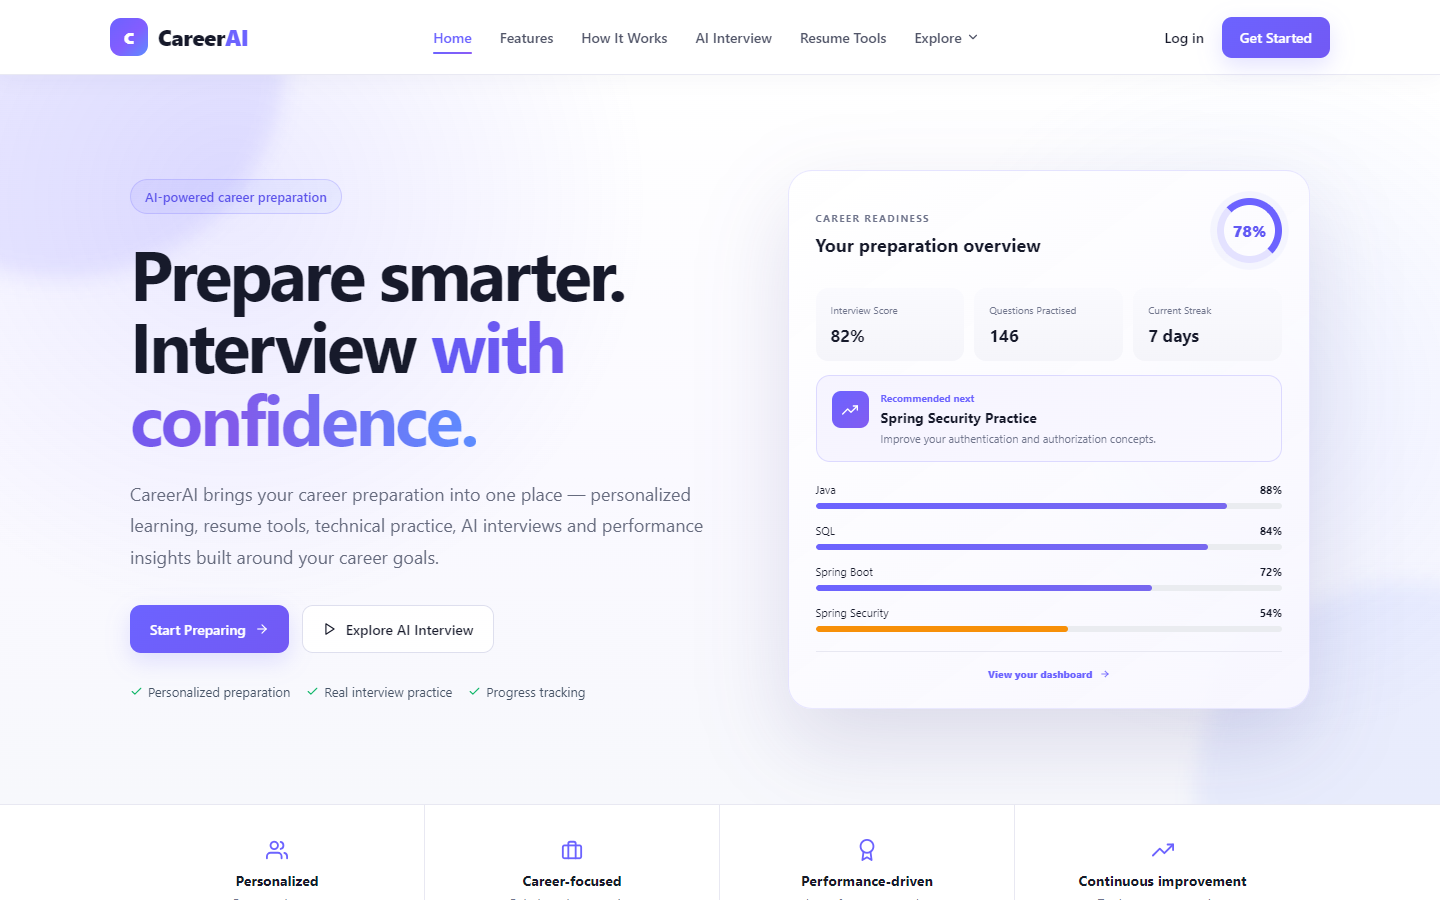 C CareerAI
Home Features How It Works AI Interview Resume Tools Explore
Log in Get Started
AI-powered career preparation
Prepare smarter.
Interview with
confidence.
CareerAI brings your career preparation into one place — personalized
learning, resume tools, technical practice, AI interviews and performance
insights built around your career goals.
Start Preparing Explore AI Interview
Personalized preparation Real interview practice Progress tracking
CAREER READINESS
Your preparation overview
78%
Interview Score Questions Practised Current Streak
82% 146 7 days
Recommended next
Spring Security Practice
Improve your authentication and authorization concepts.
Java 88%
SQL 84%
Spring Boot 72%
Spring Security 54%
View your dashboard
Personalized Career-focused Performance-driven Continuous improvement